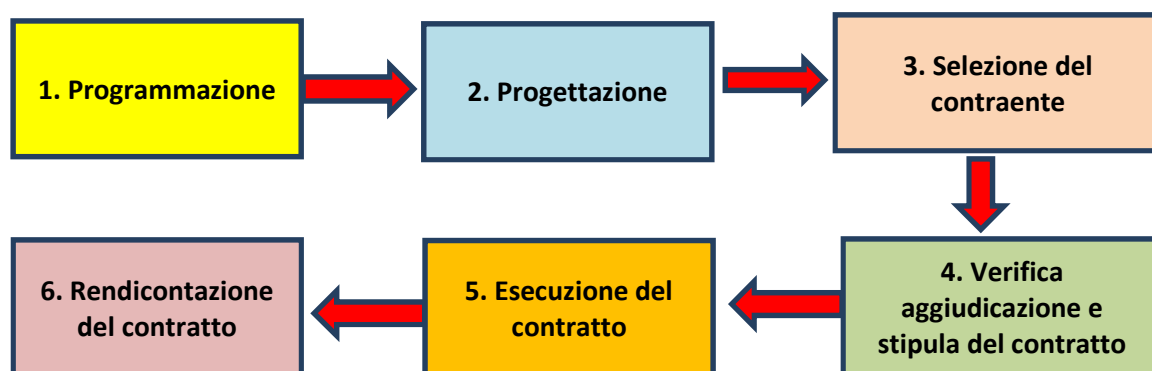 1. Programmazione
2. Progettazione
3. Selezione del
contraente
4. Verifica
aggiudicazione e
stipula del contratto
5. Esecuzione del
contratto
6. Rendicontazione
del contratto